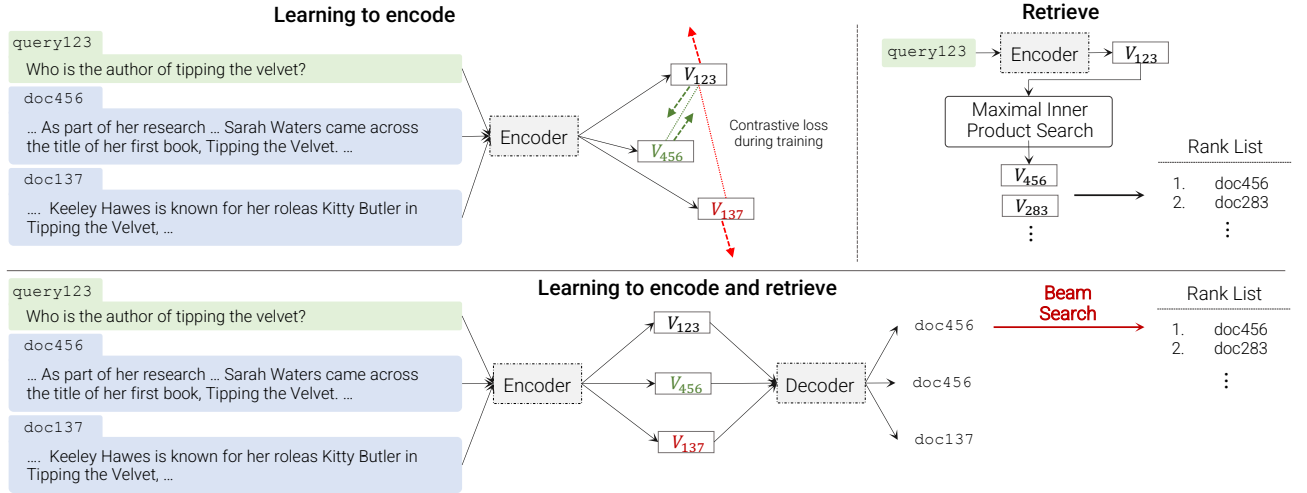 Learning to encode
query123
Who is the author of tipping the velvet?
doc456
... As part of her research ... Sarah Waters came across
the title of her first book, Tipping the Velvet. ...
doc137
.... Keeley Hawes is known for her roleas Kitty Butler in
Tipping the Velvet, ...
Encoder
V123
V456
V137
Contrastive loss
during training
Retrieve
query123
Encoder
V123
Maximal Inner
Product Search
V456
V283
⋮
Rank List
1. doc456
2. doc283
⋮
Learning to encode and retrieve
query123
Who is the author of tipping the velvet?
doc456
... As part of her research ... Sarah Waters came across
the title of her first book, Tipping the Velvet. ...
doc137
.... Keeley Hawes is known for her roleas Kitty Butler in
Tipping the Velvet, ...
Encoder
V123
V456
V137
Decoder
doc456
doc456
doc137
Beam
Search
Rank List
1. doc456
2. doc283
⋮